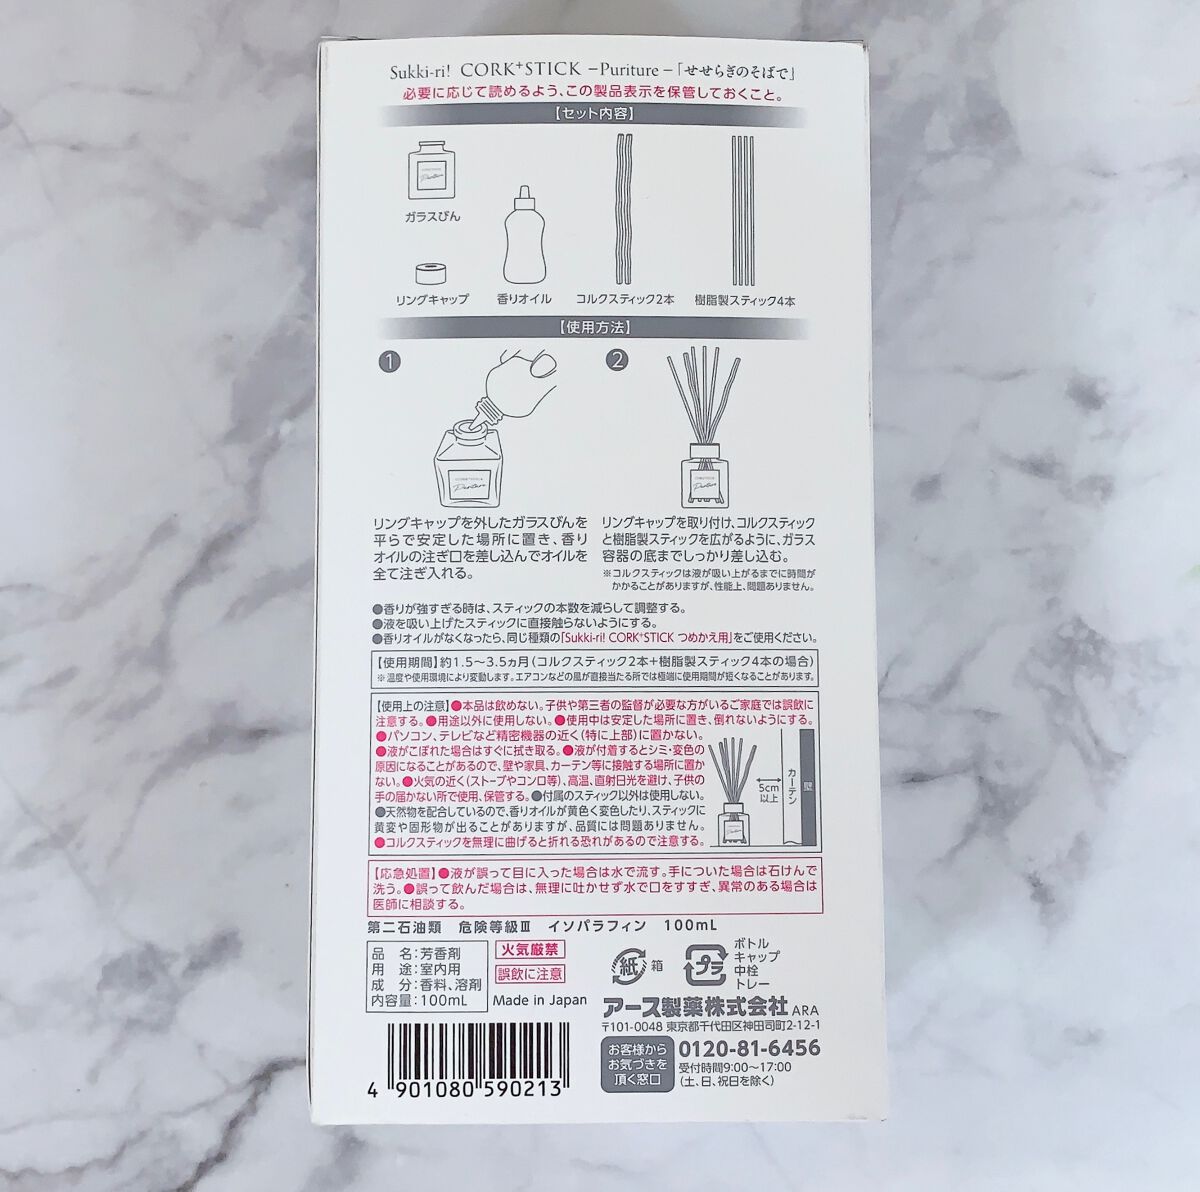 Sukki-ri! CORK⁺STICK －Puriture－「せせらぎのそばで」
必要に応じて読めるよう、この製品表示を保管しておくこと。
【セット内容】
Puriture
ガラスびん
リングキャップ
香りオイル
コルクスティック2本
樹脂製スティック4本
【使用方法】
1
CORK⁺STICK
Puriture
リングキャップを外したガラスびんを
平らで安定した場所に置き、香り
オイルの注ぎ口を差し込んでオイルを
全て注ぎ入れる。
2
Puriture
リングキャップを取り付け、コルクスティック
と樹脂製スティックを広がるように、ガラス
容器の底までしっかり差し込む。
※コルクスティックは液が吸い上がるまでに時間が
かかることがありますが、性能上、問題ありません。
●香りが強すぎる時は、スティックの本数を減らして調整する。
●液を吸い上げたスティックに直接触らないようにする。
●香りオイルがなくなったら、同じ種類の「Sukki-ri! CORK⁺STICK つめかえ用」をご使用ください。
【使用期間】約1.5〜3.5ヵ月(コルクスティック2本+樹脂製スティック4本の場合)
※温度や使用環境により変動します。エアコンなどの風が直接当たる所では極端に使用期間が短くなることがあります。
【使用上の注意】●本品は飲めない。子供や第三者の監督が必要な方がいるご家庭では誤飲に
注意する。●用途以外に使用しない。●使用中は安定した場所に置き、倒れないようにする。
●パソコン、テレビなど精密機器の近く(特に上部)に置かない。
●液がこぼれた場合はすぐに拭き取る。●液が付着するとシミ・変色の
原因になることがあるので、壁や家具、カーテン等に接触する場所に置か
ない。●火気の近く(ストーブやコンロ等)、高温、直射日光を避け、子供の
手の届かない所で使用、保管する。●付属のスティック以外は使用しない。
●天然物を配合しているので、香りオイルが黄色く変色したり、スティックに
黄変や固形物が出ることがありますが、品質には問題ありません。
●コルクスティックを無理に曲げると折れる恐れがあるので注意する。
5cm
以上
カーテン
壁
Puriture
【応急処置】●液が誤って目に入った場合は水で流す。手についた場合は石けんで
洗う。●誤って飲んだ場合は、無理に吐かせず水で口をすすぎ、異常のある場合は
医師に相談する。
第二石油類 危険等級Ⅲ イソパラフィン 100mL
品 名:芳香剤
用 途:室内用
成 分:香料、溶剤
内容量:100mL
火気厳禁
誤飲に注意
Made in Japan
紙
箱
プラ
ボトル
キャップ
中栓
トレー
アース製薬株式会社 ARA
〒101-0048 東京都千代田区神田司町2-12-1
お客様から
お気づきを
頂く窓口
0120-81-6456
受付時間9:00〜17:00
(土、日、祝日を除く)
4 901080 590213